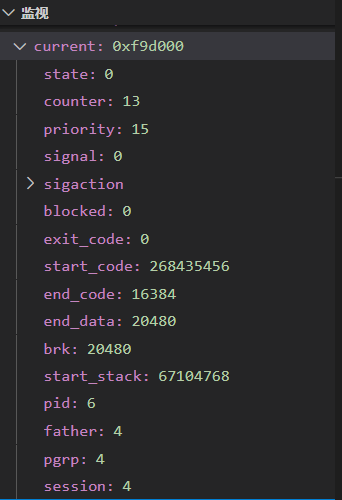 监视
current: 0xf9d000
state: 0
counter: 13
priority: 15
signal: 0
sigaction
blocked: 0
exit_code: 0
start_code: 268435456
end_code: 16384
end_data: 20480
brk: 20480
start_stack: 67104768
pid: 6
father: 4
pgrp: 4
session: 4